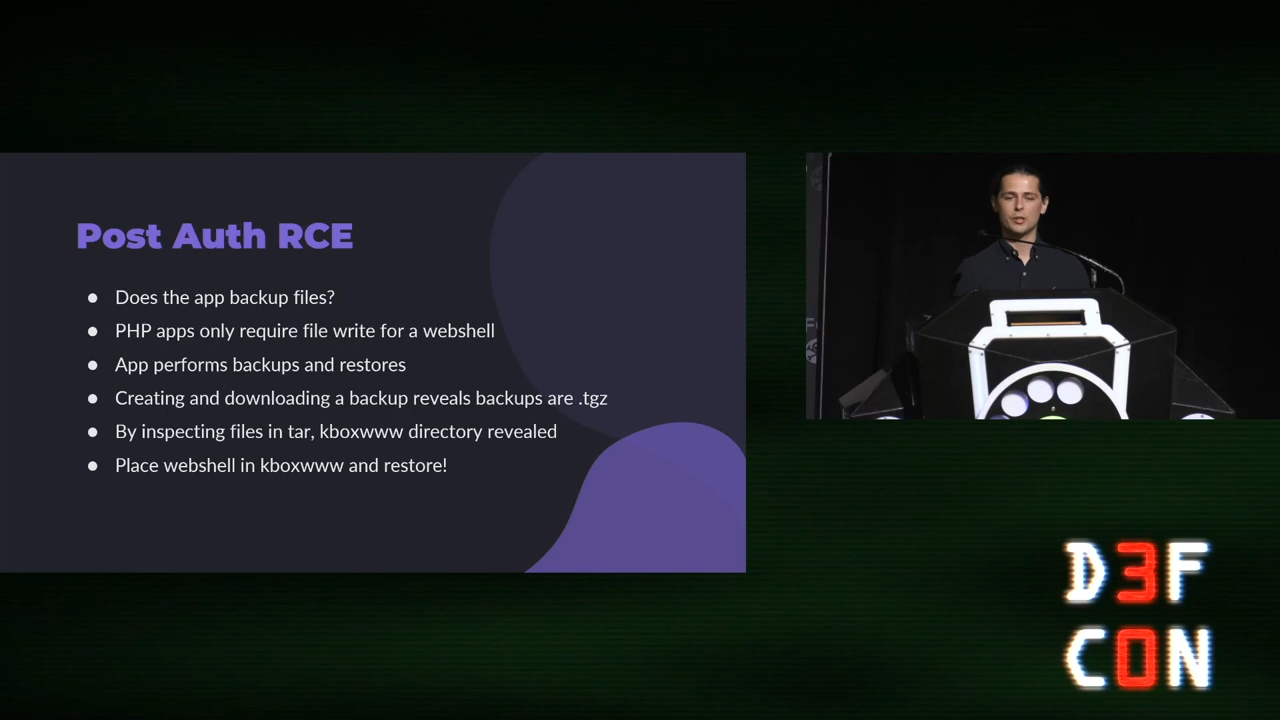 Post Auth RCE
● Does the app backup files?
● PHP apps only require file write for a webshell
● App performs backups and restores
● Creating and downloading a backup reveals backups are .tgz
● By inspecting files in tar, kboxwww directory revealed
● Place webshell in kboxwww and restore!
D3F
C0N